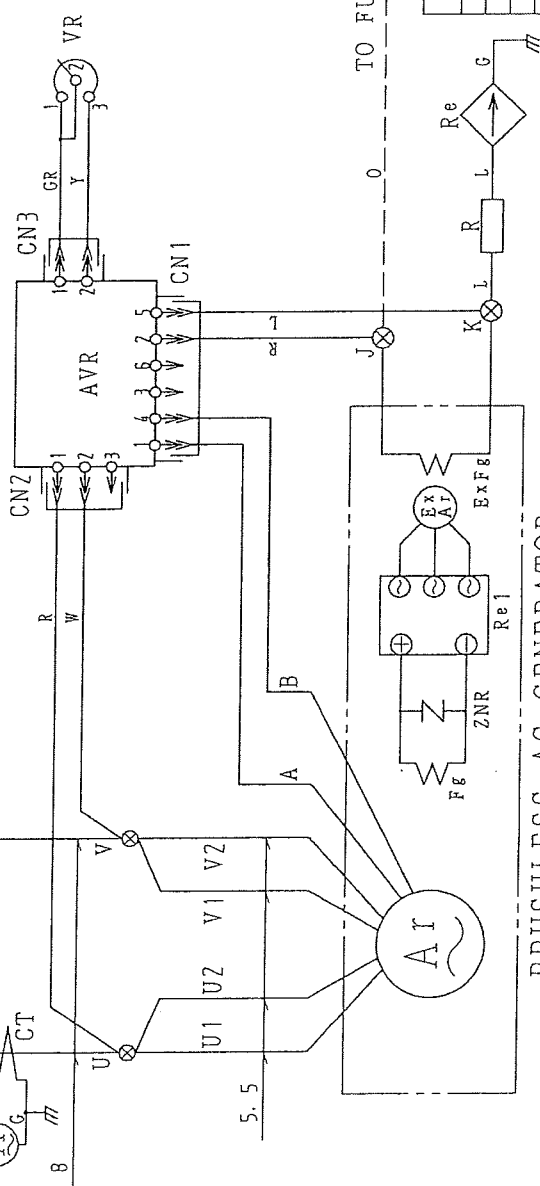 VR
1
2
3
GR
Y
CN3
1
2
AVR
CN1
5
2
6
3
4
1
CN2
1
2
3
R
W
L
R
TO FU
O
J
K
L
R
L
Re
G
B
A
V
V2
V1
U2
U1
U
CT
G
8
5.5
Ar
Fg
ZNR
Re1
Ex
Ar
ExFg
BRUSHLESS AC GENERATOR